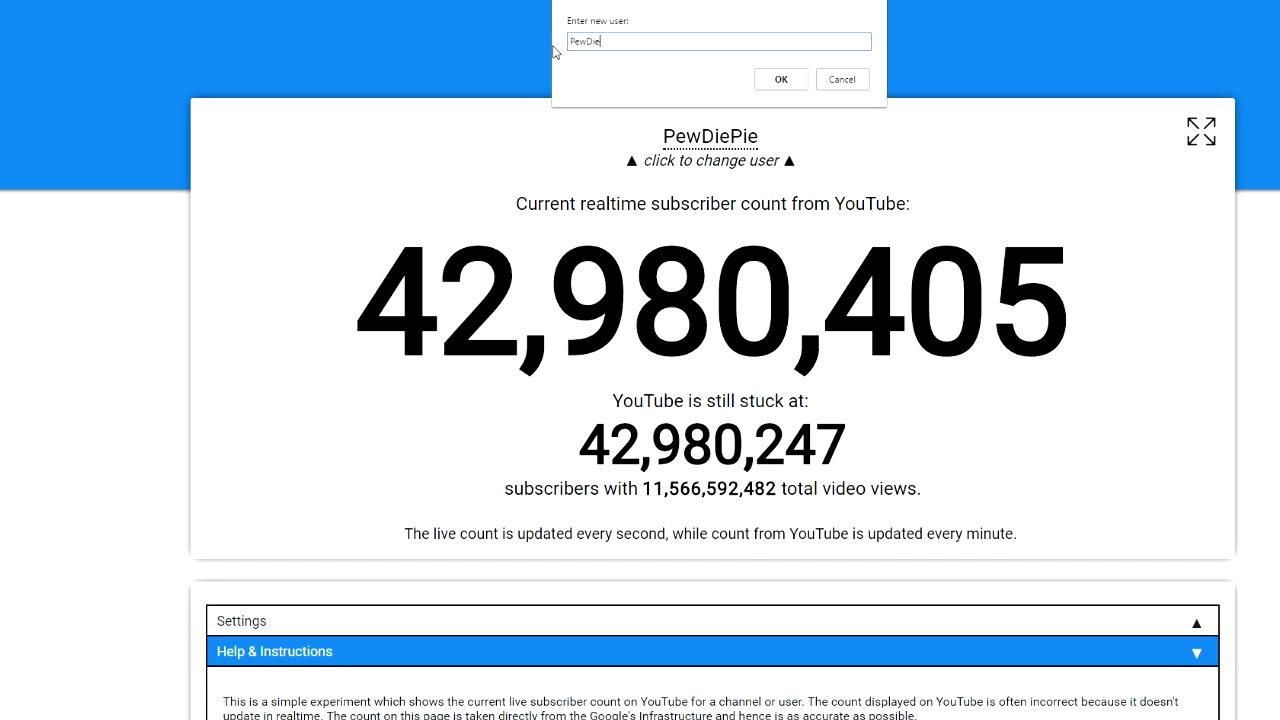 Enter new user:
PewDie
OK
Cancel
PewDiePie
▲ click to change user ▲
Current realtime subscriber count from YouTube:
42,980,405
YouTube is still stuck at:
42,980,247
subscribers with 11,566,592,482 total video views.
The live count is updated every second, while count from YouTube is updated every minute.
Settings ▲
Help & Instructions ▼
This is a simple experiment which shows the current live subscriber count on YouTube for a channel or user. The count displayed on YouTube is often incorrect because it doesn't
update in realtime. The count on this page is taken directly from the Google's Infrastructure and hence is as accurate as possible.